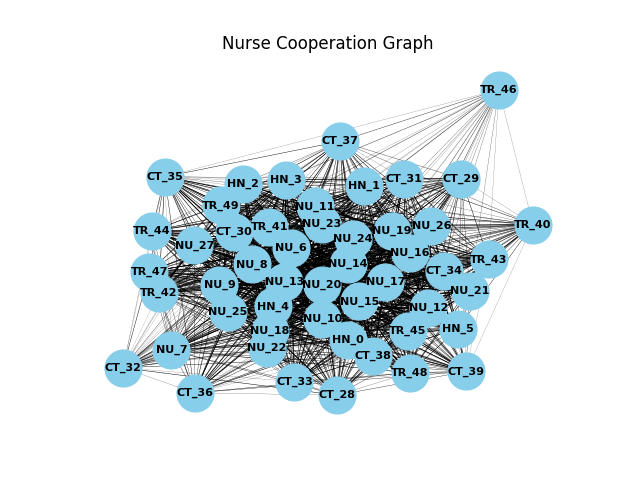 Nurse Cooperation Graph
TR_46
CT_37
CT_35
HN_2
HN_3
HN_1
CT_31
CT_29
TR_49
NU_11
TR_44
CT_30
TR_41
NU_23
NU_19
NU_26
TR_40
NU_27
NU_6
NU_24
NU_16
TR_47
NU_8
NU_14
CT_34
TR_43
TR_42
NU_9
NU_13
NU_20
NU_17
NU_21
NU_25
HN_4
NU_15
NU_12
NU_18
NU_10
TR_45
HN_5
NU_7
NU_22
HN_0
CT_38
CT_32
CT_36
CT_33
CT_28
TR_48
CT_39